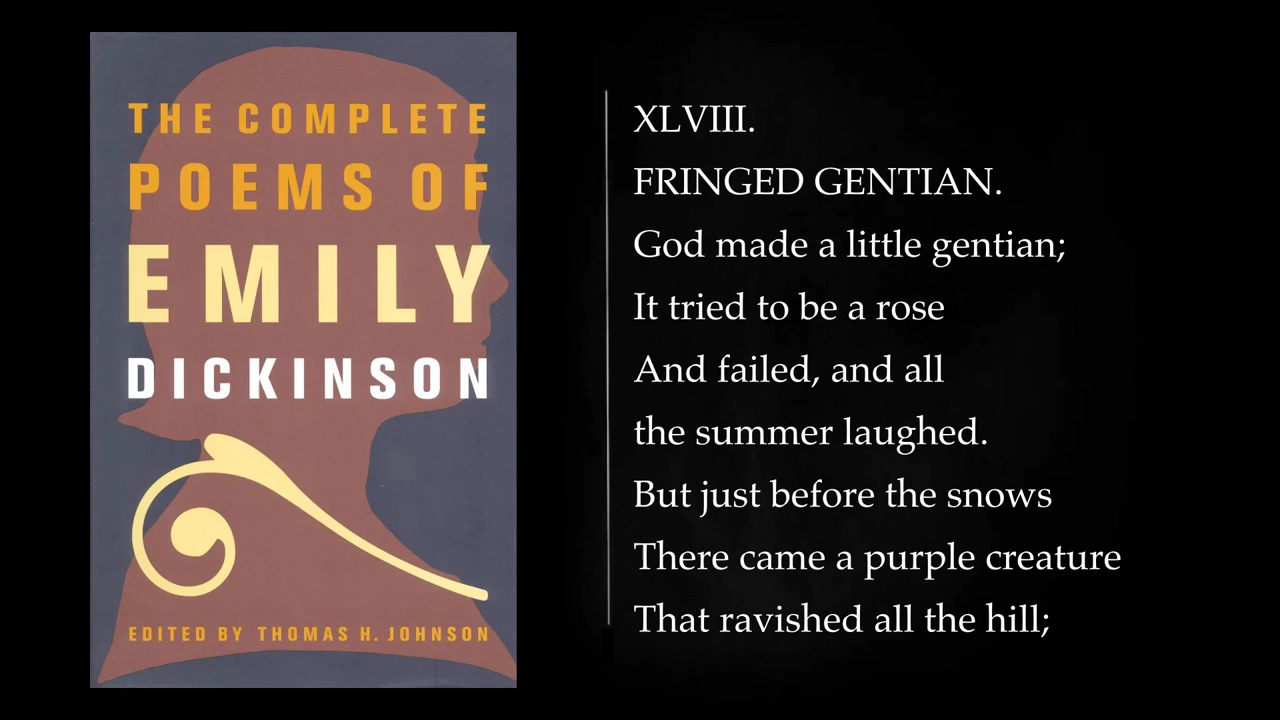 THE COMPLETE
POEMS OF
EMILY
DICKINSON
EDITED BY THOMAS H. JOHNSON
XLVIII.
FRINGED GENTIAN.
God made a little gentian;
It tried to be a rose
And failed, and all
the summer laughed.
But just before the snows
There came a purple creature
That ravished all the hill;